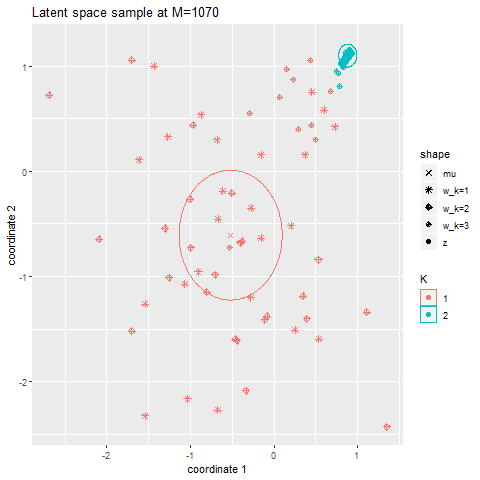 Latent space sample at M=1070
coordinate 2
1
0
-1
-2
-2
-1
0
1
coordinate 1
shape
mu
w_k=1
w_k=2
w_k=3
z
K
1
2